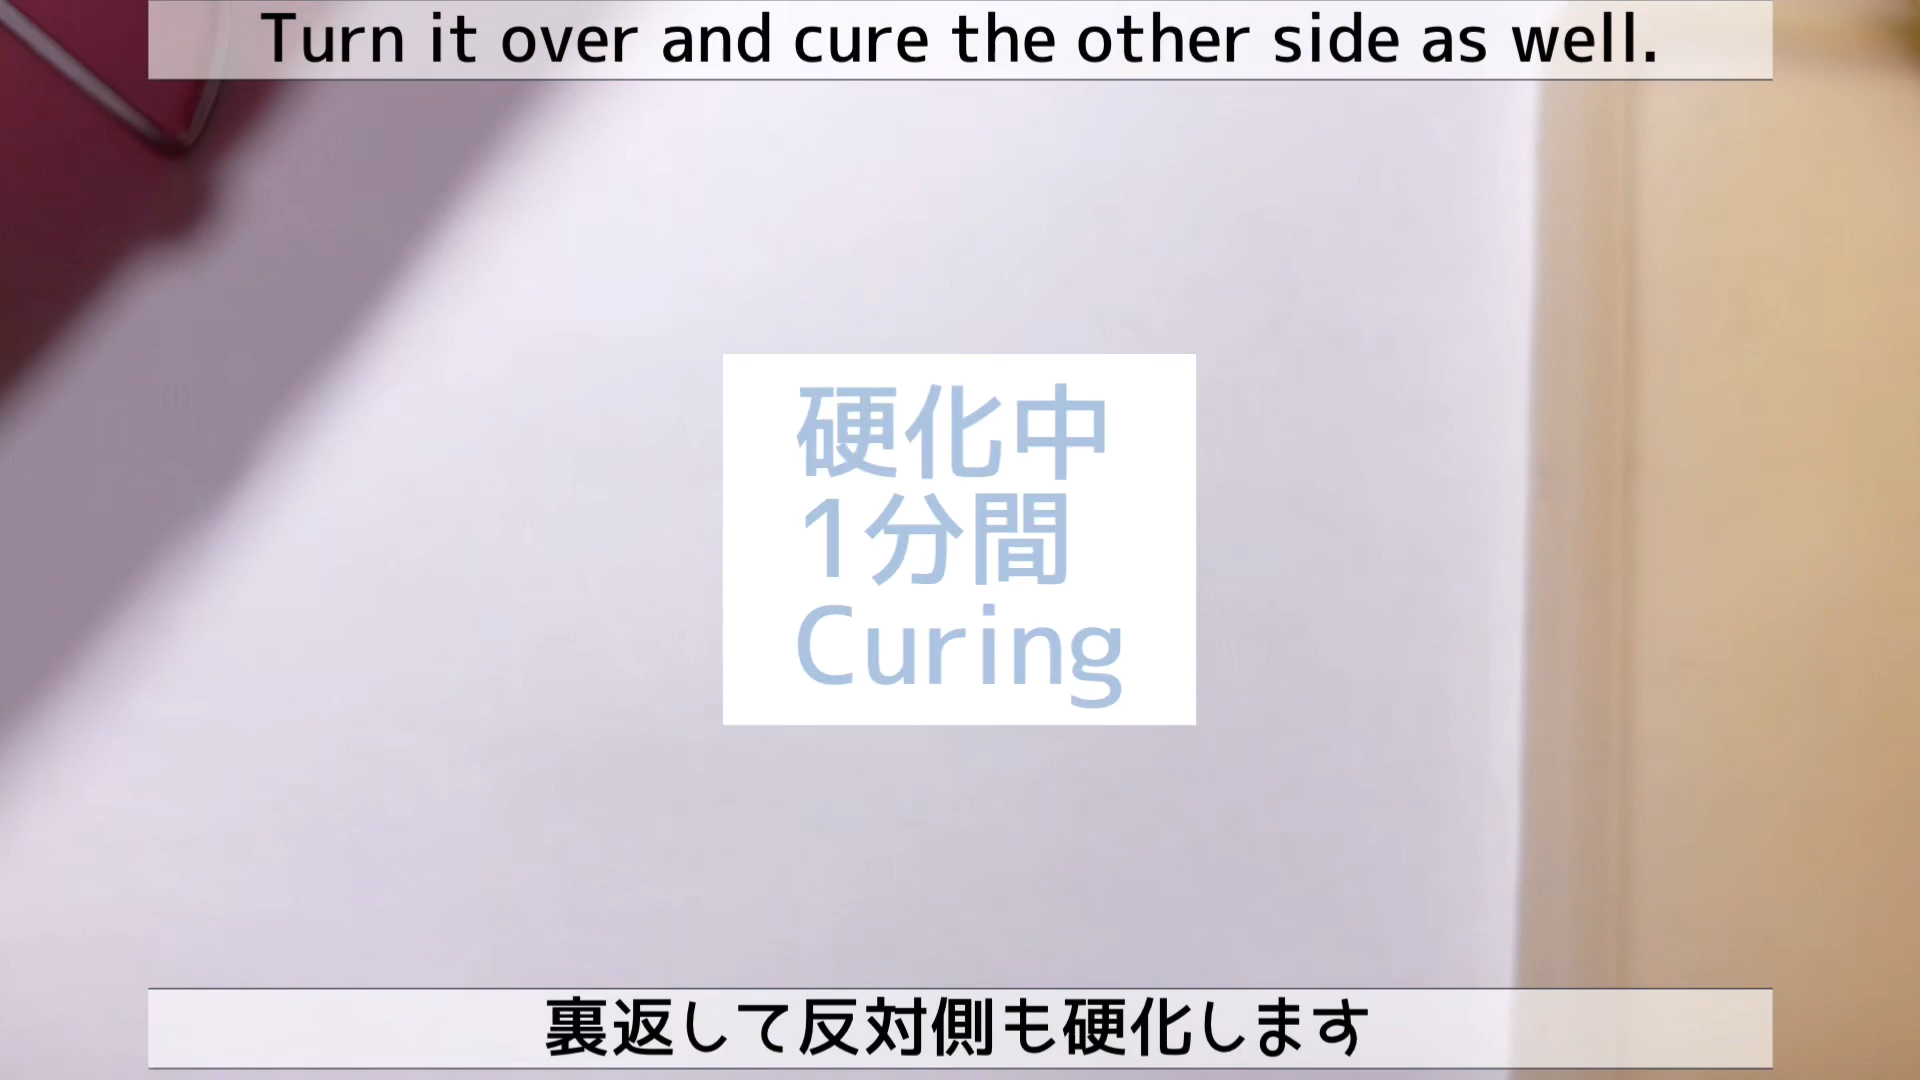 Turn it over and cure the other side as well.
硬化中
1分間
Curing
裏返して反対側も硬化します